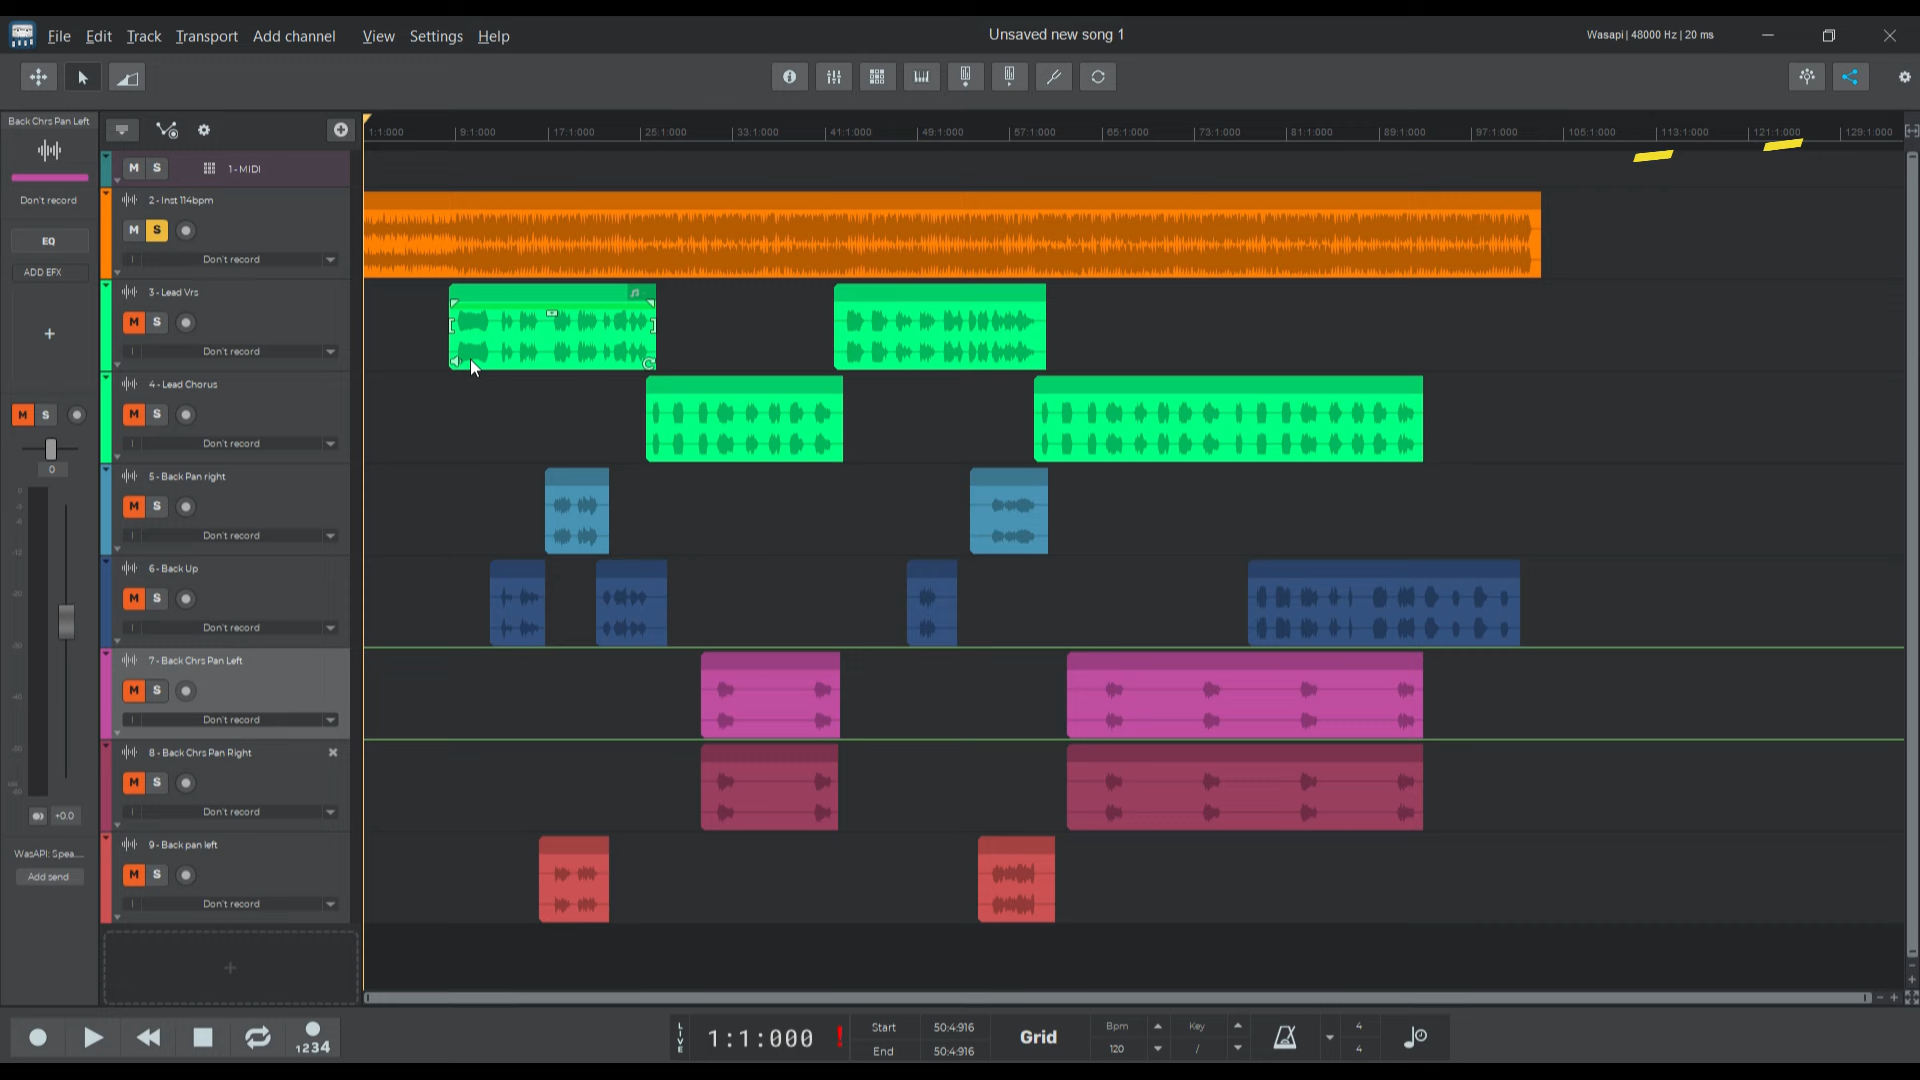 File Edit Track Transport Add channel View Settings Help
Unsaved new song 1
Wasapi | 48000 Hz | 20 ms
Back Chrs Pan Left
Don't record
EQ
ADD EFX
+
M S
0
+0.0
WasAPI: Spea...
Add send
1:1:000 9:1:000 17:1:000 25:1:000 33:1:000 41:1:000 49:1:000 57:1:000 65:1:000 73:1:000 81:1:000 89:1:000 97:1:000 105:1:000 113:1:000 121:1:000 129:1:000
M S 1 - MIDI
2 - Inst 114bpm
M S
Don't record
3 - Lead Vrs
M S
Don't record
4 - Lead Chorus
M S
Don't record
5 - Back Pan right
M S
Don't record
6 - Back Up
M S
Don't record
7 - Back Chrs Pan Left
M S
Don't record
8 - Back Chrs Pan Right
M S
Don't record
9 - Back pan left
M S
Don't record
+
1234
LIVE
1:1:000 !
Start 50:4:916
End 50:4:916
Grid
Bpm
120
Key
/
4
4